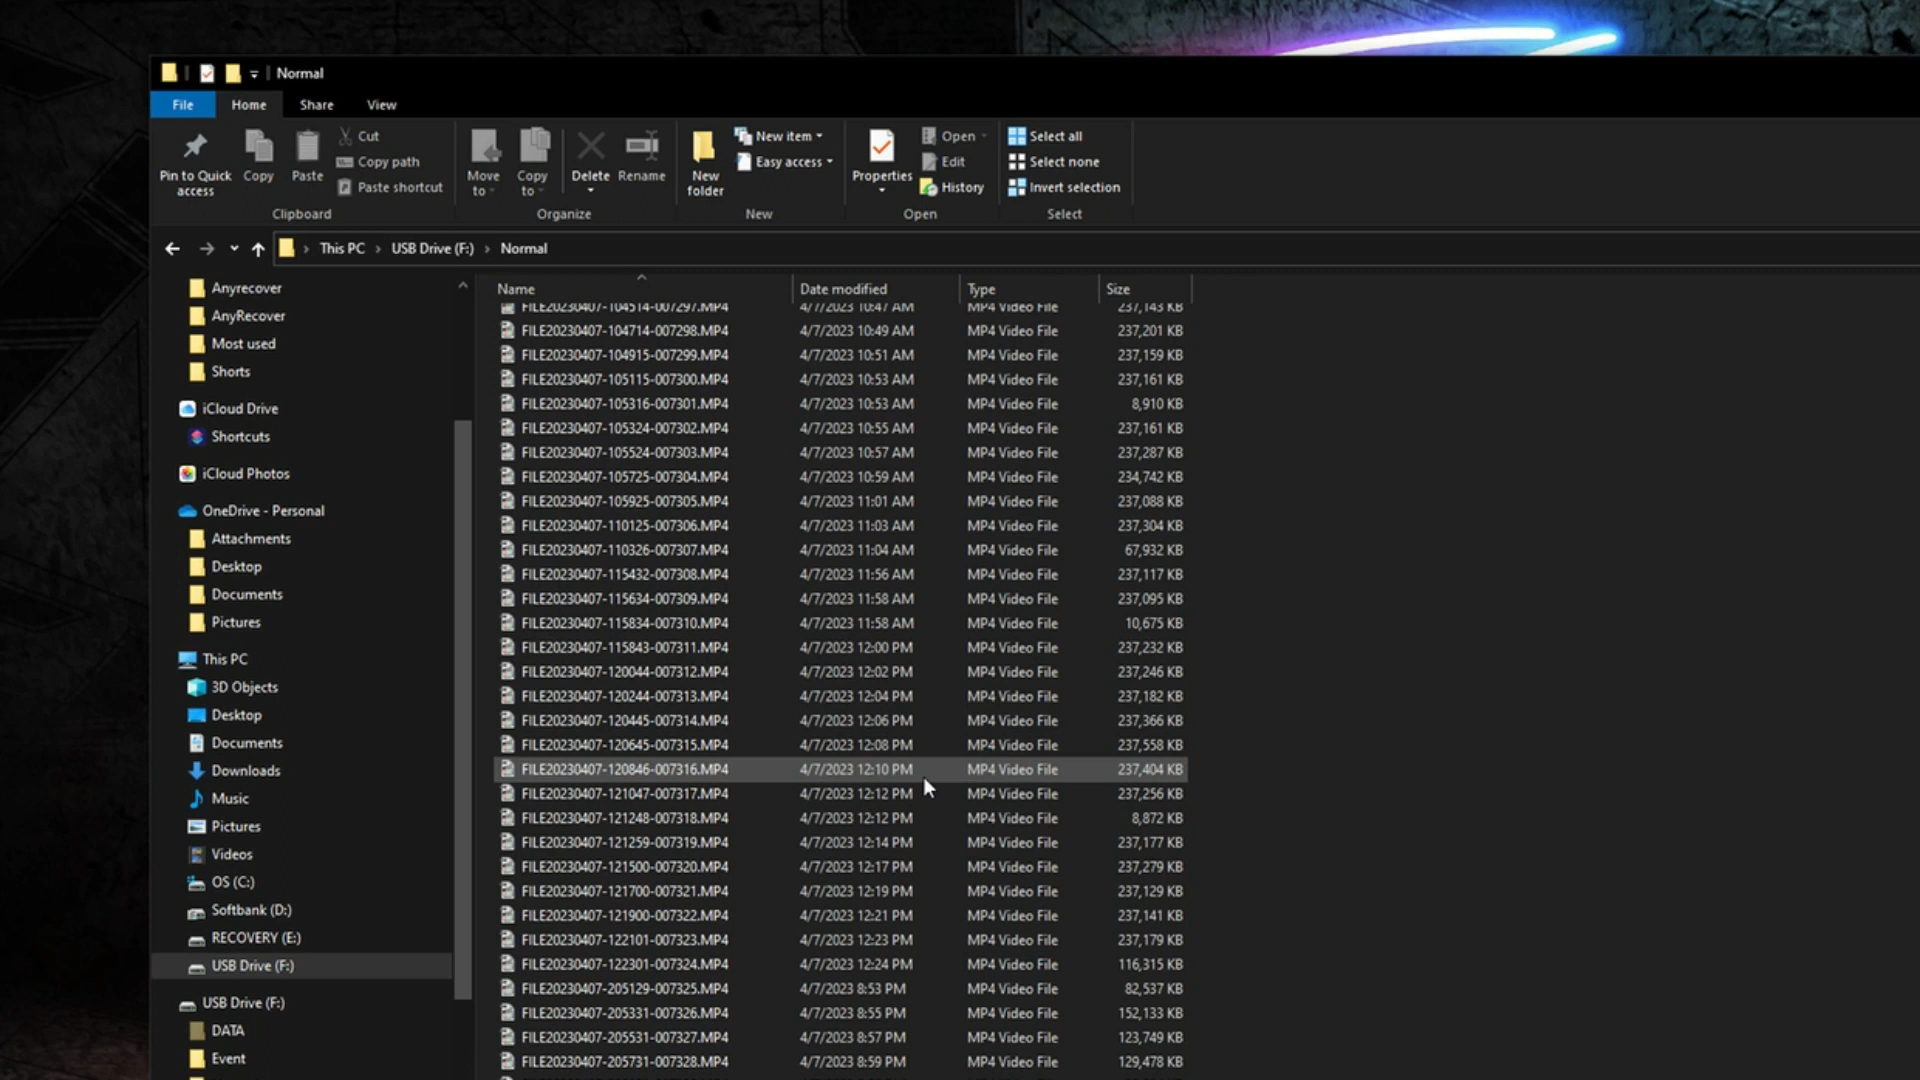 Normal
File Home Share View
Pin to Quick access
Copy
Paste
Cut
Copy path
Paste shortcut
Clipboard
Move to
Copy to
Delete
Rename
Organize
New folder
New item
Easy access
New
Properties
Open
Edit
History
Open
Select all
Select none
Invert selection
Select
This PC > USB Drive (F:) > Normal
Anyrecover
AnyRecover
Most used
Shorts
iCloud Drive
Shortcuts
iCloud Photos
OneDrive - Personal
Attachments
Desktop
Documents
Pictures
This PC
3D Objects
Desktop
Documents
Downloads
Music
Pictures
Videos
OS (C:)
Softbank (D:)
RECOVERY (E:)
USB Drive (F:)
USB Drive (F:)
DATA
Event
Name Date modified Type Size
FILE20230407-104514-007297.MP4 4/7/2023 10:47 AM MP4 Video File 237,143 KB
FILE20230407-104714-007298.MP4 4/7/2023 10:49 AM MP4 Video File 237,201 KB
FILE20230407-104915-007299.MP4 4/7/2023 10:51 AM MP4 Video File 237,159 KB
FILE20230407-105115-007300.MP4 4/7/2023 10:53 AM MP4 Video File 237,161 KB
FILE20230407-105316-007301.MP4 4/7/2023 10:53 AM MP4 Video File 8,910 KB
FILE20230407-105324-007302.MP4 4/7/2023 10:55 AM MP4 Video File 237,161 KB
FILE20230407-105524-007303.MP4 4/7/2023 10:57 AM MP4 Video File 237,287 KB
FILE20230407-105725-007304.MP4 4/7/2023 10:59 AM MP4 Video File 234,742 KB
FILE20230407-105925-007305.MP4 4/7/2023 11:01 AM MP4 Video File 237,088 KB
FILE20230407-110125-007306.MP4 4/7/2023 11:03 AM MP4 Video File 237,304 KB
FILE20230407-110326-007307.MP4 4/7/2023 11:04 AM MP4 Video File 67,932 KB
FILE20230407-115432-007308.MP4 4/7/2023 11:56 AM MP4 Video File 237,117 KB
FILE20230407-115634-007309.MP4 4/7/2023 11:58 AM MP4 Video File 237,095 KB
FILE20230407-115834-007310.MP4 4/7/2023 11:58 AM MP4 Video File 10,675 KB
FILE20230407-115843-007311.MP4 4/7/2023 12:00 PM MP4 Video File 237,232 KB
FILE20230407-120044-007312.MP4 4/7/2023 12:02 PM MP4 Video File 237,246 KB
FILE20230407-120244-007313.MP4 4/7/2023 12:04 PM MP4 Video File 237,182 KB
FILE20230407-120445-007314.MP4 4/7/2023 12:06 PM MP4 Video File 237,366 KB
FILE20230407-120645-007315.MP4 4/7/2023 12:08 PM MP4 Video File 237,558 KB
FILE20230407-120846-007316.MP4 4/7/2023 12:10 PM MP4 Video File 237,404 KB
FILE20230407-121047-007317.MP4 4/7/2023 12:12 PM MP4 Video File 237,256 KB
FILE20230407-121248-007318.MP4 4/7/2023 12:12 PM MP4 Video File 8,872 KB
FILE20230407-121259-007319.MP4 4/7/2023 12:14 PM MP4 Video File 237,177 KB
FILE20230407-121500-007320.MP4 4/7/2023 12:17 PM MP4 Video File 237,279 KB
FILE20230407-121700-007321.MP4 4/7/2023 12:19 PM MP4 Video File 237,129 KB
FILE20230407-121900-007322.MP4 4/7/2023 12:21 PM MP4 Video File 237,141 KB
FILE20230407-122101-007323.MP4 4/7/2023 12:23 PM MP4 Video File 237,179 KB
FILE20230407-122301-007324.MP4 4/7/2023 12:24 PM MP4 Video File 116,315 KB
FILE20230407-205129-007325.MP4 4/7/2023 8:53 PM MP4 Video File 82,537 KB
FILE20230407-205331-007326.MP4 4/7/2023 8:55 PM MP4 Video File 152,133 KB
FILE20230407-205531-007327.MP4 4/7/2023 8:57 PM MP4 Video File 123,749 KB
FILE20230407-205731-007328.MP4 4/7/2023 8:59 PM MP4 Video File 129,478 KB